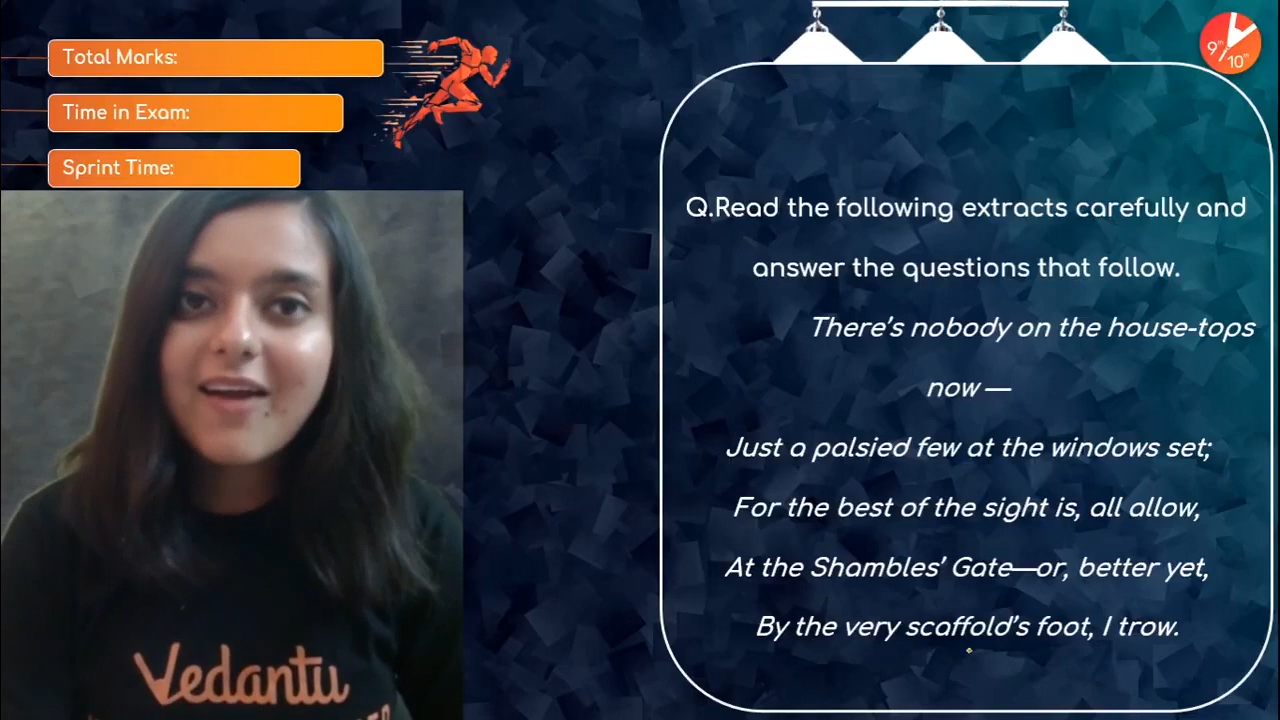 Total Marks:
Time in Exam:
Sprint Time:
9th
10th
Q.Read the following extracts carefully and
answer the questions that follow.
There's nobody on the house-tops
now —
Just a palsied few at the windows set;
For the best of the sight is, all allow,
At the Shambles' Gate—or, better yet,
By the very scaffold's foot, I trow.
Vedantu